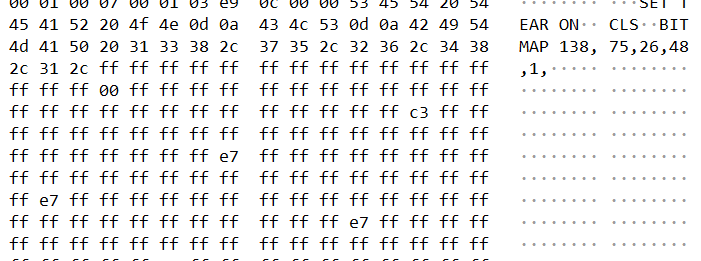 00 01 00 07 00 01 03 e9 0c 00 00 53 45 54 20 54 ········ ···SET T
45 41 52 20 4f 4e 0d 0a 43 4c 53 0d 0a 42 49 54 EAR ON·· CLS··BIT
4d 41 50 20 31 33 38 2c 37 35 2c 32 36 2c 34 38 MAP 138, 75,26,48
2c 31 2c ff ff ff ff ff ff ff ff ff ff ff ff ff ,1,····· ········
ff ff ff 00 ff ff ff ff ff ff ff ff ff ff ff ff ········ ········
ff ff ff ff ff ff ff ff ff ff ff ff ff c3 ff ff ········ ········
ff ff ff ff ff ff ff ff ff ff ff ff ff ff ff ff ········ ········
ff ff ff ff ff ff ff e7 ff ff ff ff ff ff ff ff ········ ········
ff ff ff ff ff ff ff ff ff ff ff ff ff ff ff ff ········ ········
ff e7 ff ff ff ff ff ff ff ff ff ff ff ff ff ff ········ ········
ff ff ff ff ff ff ff ff ff ff ff e7 ff ff ff ff ········ ········
ff ff ff ff ff ff ff ff ff ff ff ff ff ff ff ff ········ ········